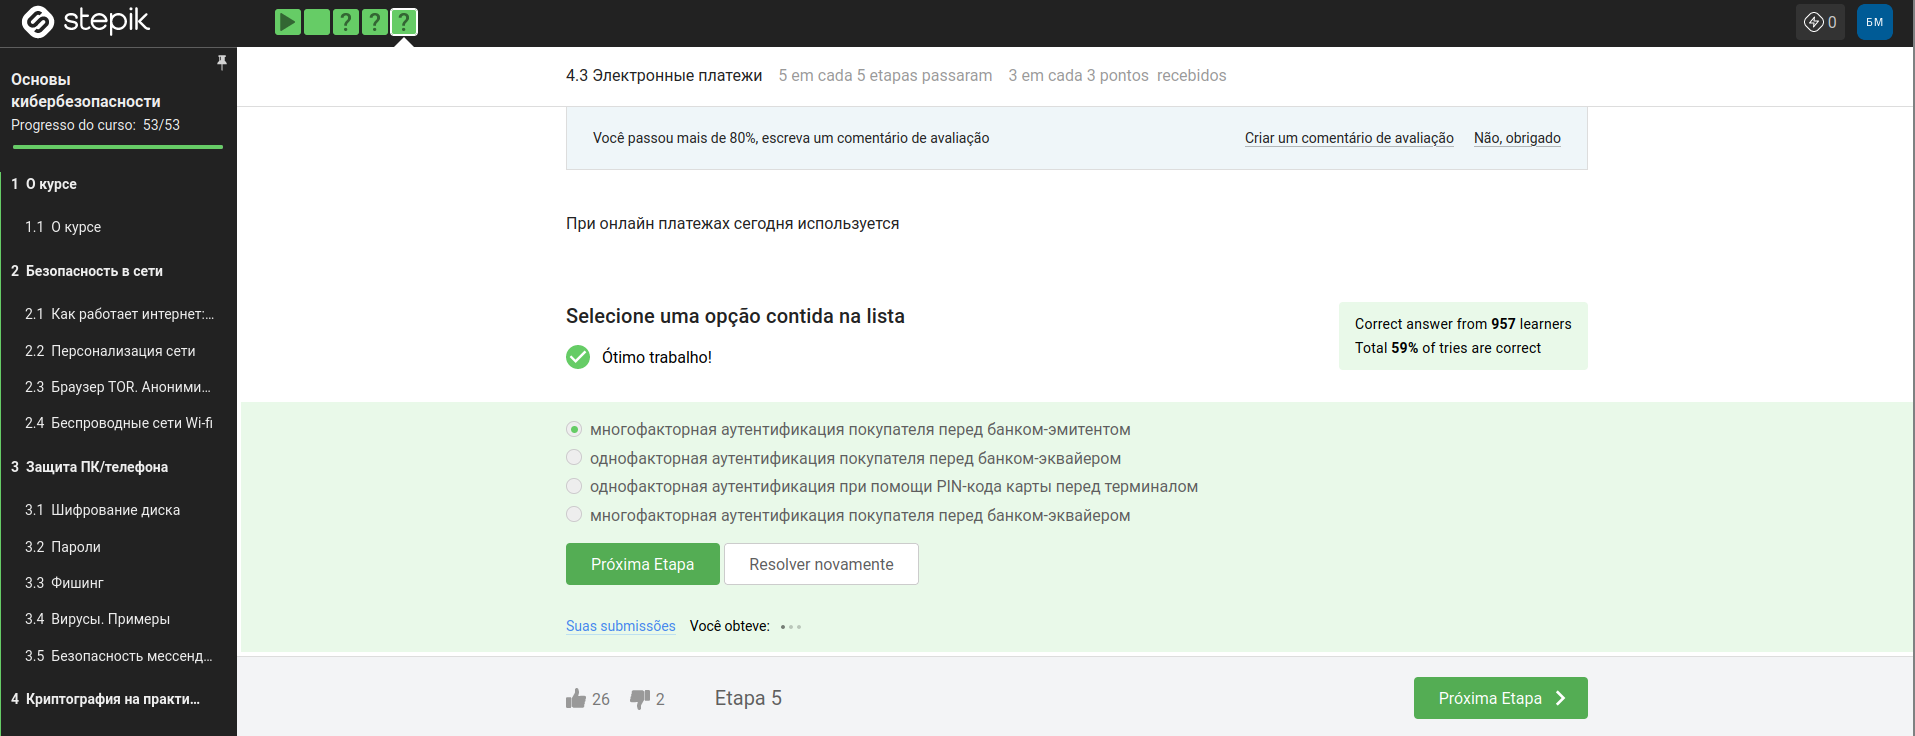 stepik
? ? ?
0
БМ
Основы
кибербезопасности
Progresso do curso: 53/53
1 О курсе
1.1 О курсе
2 Безопасность в сети
2.1 Как работает интернет:...
2.2 Персонализация сети
2.3 Браузер TOR. Аноними...
2.4 Беспроводные сети Wi-fi
3 Защита ПК/телефона
3.1 Шифрование диска
3.2 Пароли
3.3 Фишинг
3.4 Вирусы. Примеры
3.5 Безопасность мессенд...
4 Криптография на практи...
4.3 Электронные платежи 5 em cada 5 etapas passaram 3 em cada 3 pontos recebidos
Você passou mais de 80%, escreva um comentário de avaliação Criar um comentário de avaliação Não, obrigado
При онлайн платежах сегодня используется
Selecione uma opção contida na lista
Ótimo trabalho!
Correct answer from 957 learners
Total 59% of tries are correct
многофакторная аутентификация покупателя перед банком-эмитентом
однофакторная аутентификация покупателя перед банком-эквайером
однофакторная аутентификация при помощи PIN-кода карты перед терминалом
многофакторная аутентификация покупателя перед банком-эквайером
Próxima Etapa Resolver novamente
Suas submissões Você obteve:
26 2 Etapa 5 Próxima Etapa